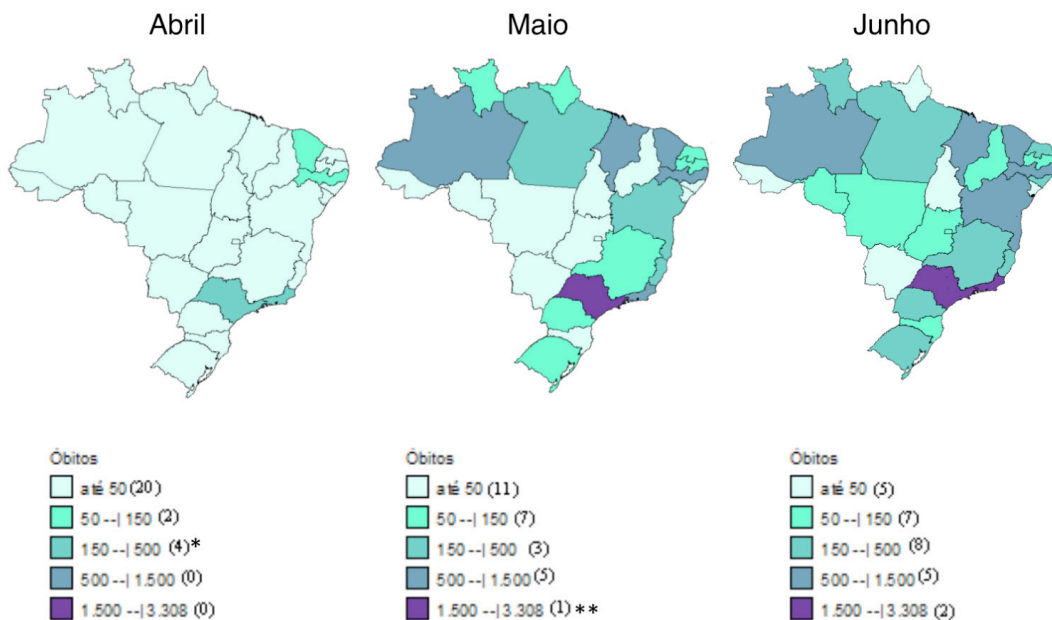 Abril
Maio
Junho
Óbitos
até 50 (20)
50 --| 150 (2)
150 --| 500 (4)*
500 --| 1.500 (0)
1.500 --| 3.308 (0)
Óbitos
até 50 (11)
50 --| 150 (7)
150 --| 500 (3)
500 --| 1.500 (5)
1.500 --| 3.308 (1) **
Óbitos
até 50 (5)
50 --| 150 (7)
150 --| 500 (8)
500 --| 1.500 (5)
1.500 --| 3.308 (2)